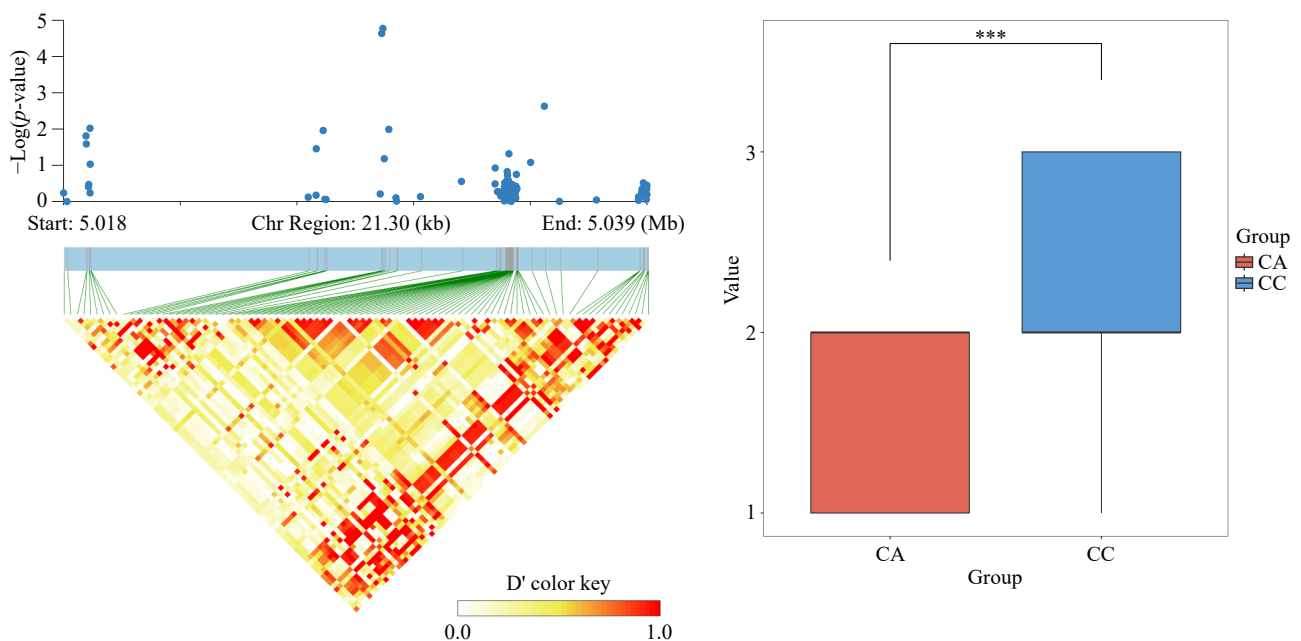 5
4
3
2
1
0
−Log(p-value)
Start: 5.018
Chr Region: 21.30 (kb)
End: 5.039 (Mb)
D' color key
0.0
1.0
***
3
2
1
Value
CA
CC
Group
Group
CA
CC